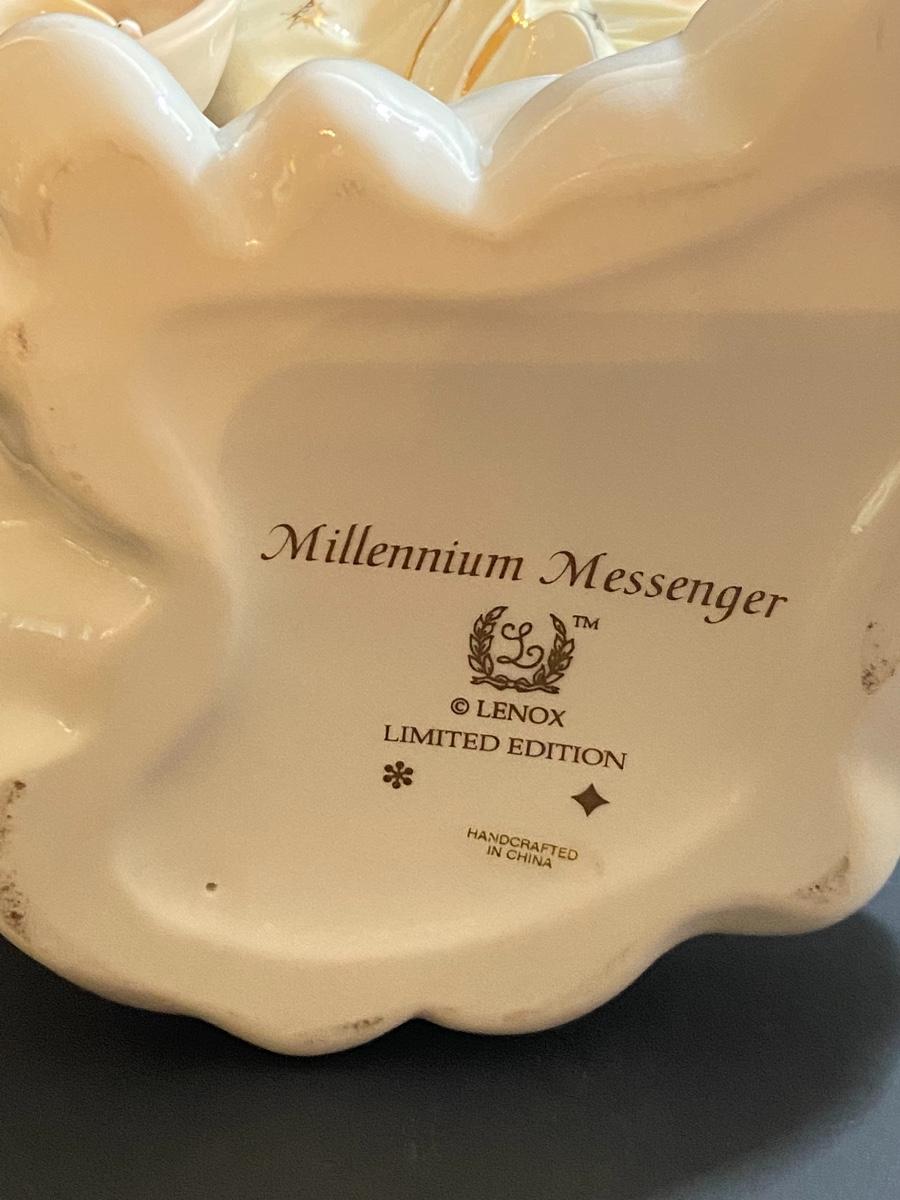 Millennium Messenger
L TM
© LENOX
LIMITED EDITION
HANDCRAFTED
IN CHINA